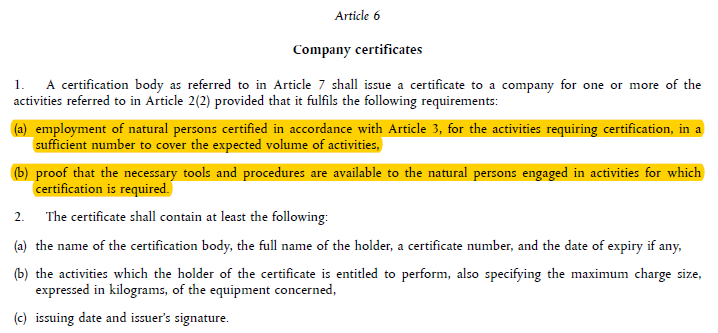 Article 6
Company certificates
1. A certification body as referred to in Article 7 shall issue a certificate to a company for one or more of the
activities referred to in Article 2(2) provided that it fulfils the following requirements:
(a) employment of natural persons certified in accordance with Article 3, for the activities requiring certification, in a
sufficient number to cover the expected volume of activities,
(b) proof that the necessary tools and procedures are available to the natural persons engaged in activities for which
certification is required.
2. The certificate shall contain at least the following:
(a) the name of the certification body, the full name of the holder, a certificate number, and the date of expiry if any,
(b) the activities which the holder of the certificate is entitled to perform, also specifying the maximum charge size,
expressed in kilograms, of the equipment concerned,
(c) issuing date and issuer's signature.